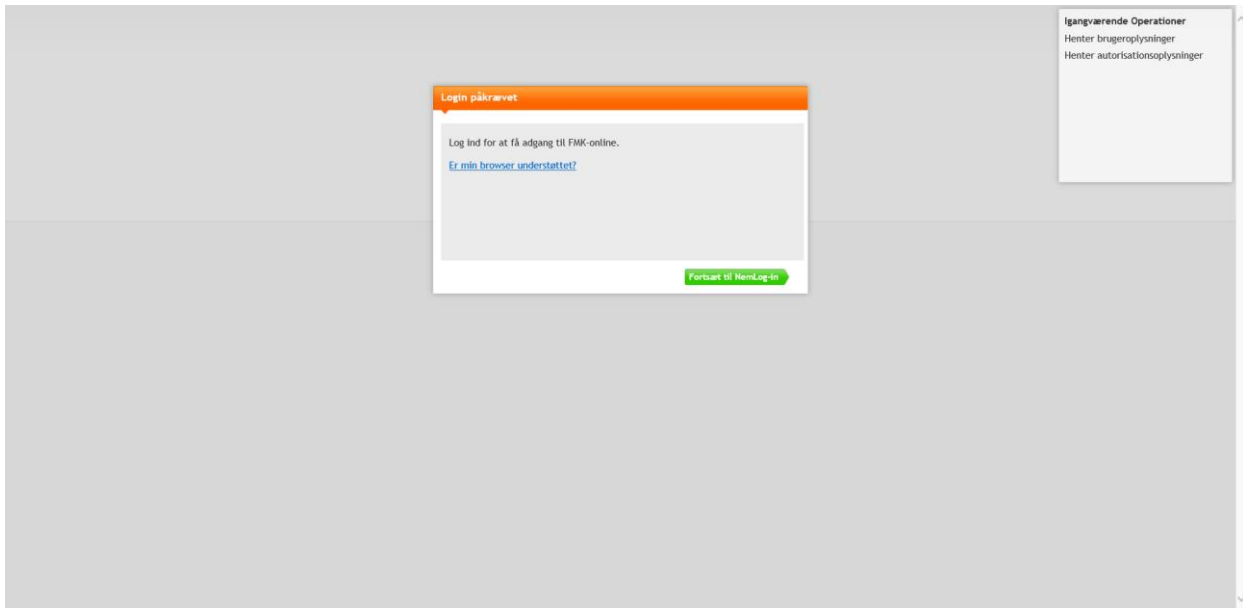 Igangværende Operationer
Henter brugeroplysninger
Henter autorisationsoplysninger
Login påkrævet
Log ind for at få adgang til FMK-online.
Er min browser understøttet?
Fortsæt til NemLog-in